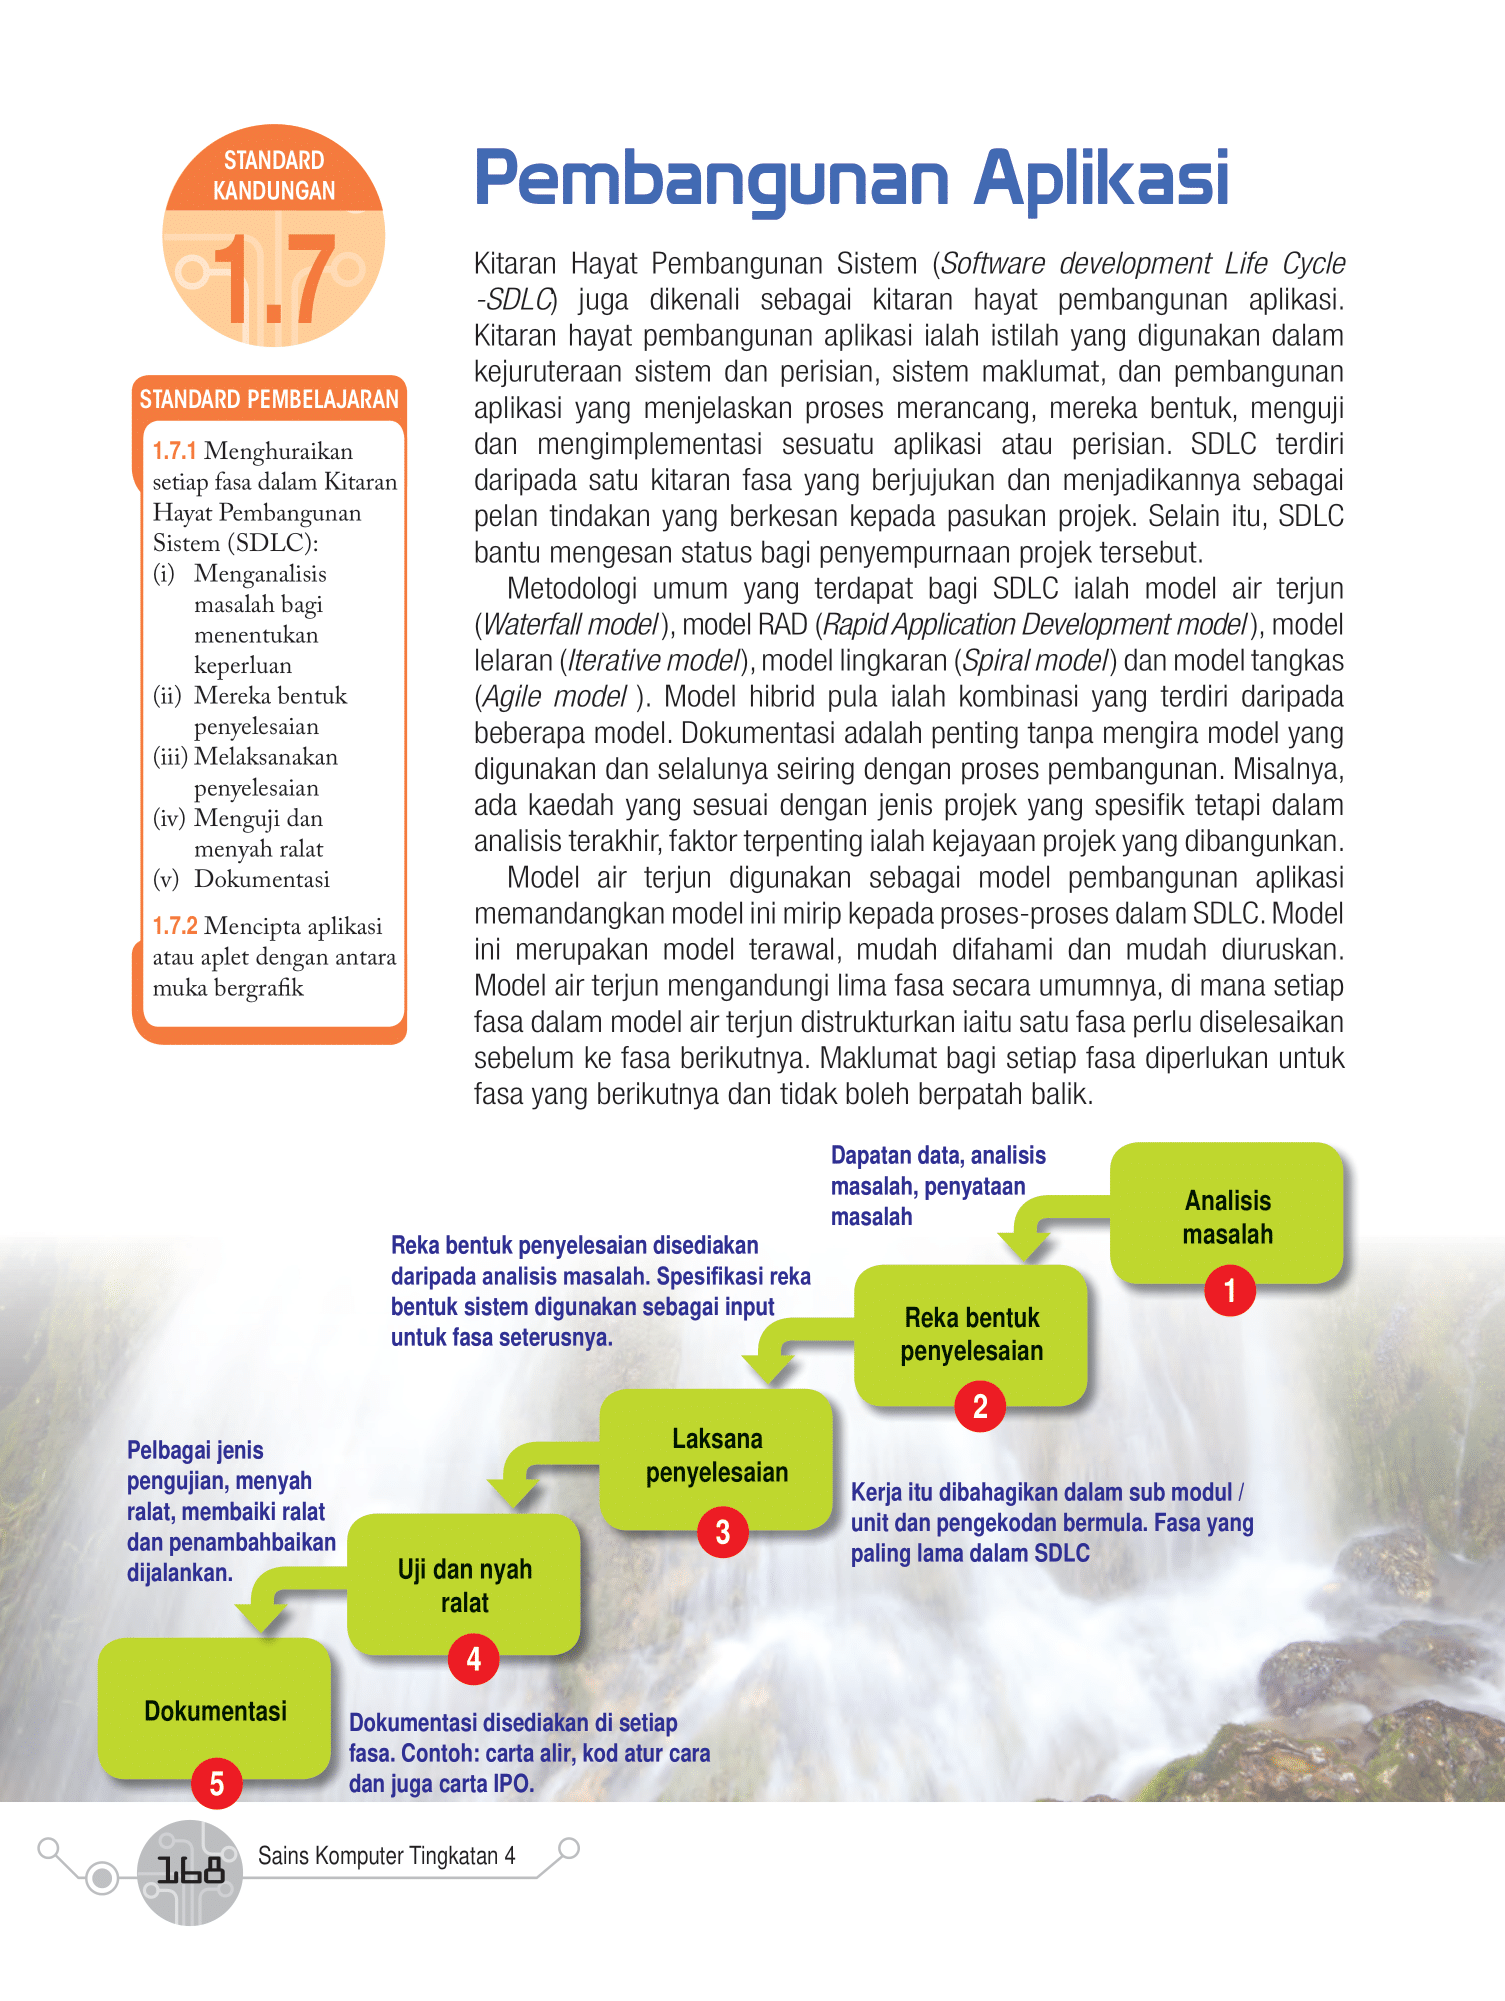 STANDARD
KANDUNGAN
1.7
STANDARD PEMBELAJARAN
1.7.1 Menghuraikan
setiap fasa dalam Kitaran
Hayat Pembangunan
Sistem (SDLC):
(i) Menganalisis
masalah bagi
menentukan
keperluan
(ii) Mereka bentuk
penyelesaian
(iii) Melaksanakan
penyelesaian
(iv) Menguji dan
menyah ralat
(v) Dokumentasi
1.7.2 Mencipta aplikasi
atau aplet dengan antara
muka bergrafik
Pembangunan Aplikasi
Kitaran Hayat Pembangunan Sistem (Software development Life Cycle
-SDLC) juga dikenali sebagai kitaran hayat pembangunan aplikasi.
Kitaran hayat pembangunan aplikasi ialah istilah yang digunakan dalam
kejuruteraan sistem dan perisian, sistem maklumat, dan pembangunan
aplikasi yang menjelaskan proses merancang, mereka bentuk, menguji
dan mengimplementasi sesuatu aplikasi atau perisian. SDLC terdiri
daripada satu kitaran fasa yang berjujukan dan menjadikannya sebagai
pelan tindakan yang berkesan kepada pasukan projek. Selain itu, SDLC
bantu mengesan status bagi penyempurnaan projek tersebut.
Metodologi umum yang terdapat bagi SDLC ialah model air terjun
(Waterfall model), model RAD (Rapid Application Development model), model
lelaran (Iterative model), model lingkaran (Spiral model) dan model tangkas
(Agile model ). Model hibrid pula ialah kombinasi yang terdiri daripada
beberapa model. Dokumentasi adalah penting tanpa mengira model yang
digunakan dan selalunya seiring dengan proses pembangunan. Misalnya,
ada kaedah yang sesuai dengan jenis projek yang spesifik tetapi dalam
analisis terakhir, faktor terpenting ialah kejayaan projek yang dibangunkan.
Model air terjun digunakan sebagai model pembangunan aplikasi
memandangkan model ini mirip kepada proses-proses dalam SDLC. Model
ini merupakan model terawal, mudah difahami dan mudah diuruskan.
Model air terjun mengandungi lima fasa secara umumnya, di mana setiap
fasa dalam model air terjun distrukturkan iaitu satu fasa perlu diselesaikan
sebelum ke fasa berikutnya. Maklumat bagi setiap fasa diperlukan untuk
fasa yang berikutnya dan tidak boleh berpatah balik.
Analisis
masalah
1
Dapatan data, analisis
masalah, penyataan
masalah
Reka bentuk
penyelesaian
2
Reka bentuk penyelesaian disediakan
daripada analisis masalah. Spesifikasi reka
bentuk sistem digunakan sebagai input
untuk fasa seterusnya.
Laksana
penyelesaian
3
Kerja itu dibahagikan dalam sub modul /
unit dan pengekodan bermula. Fasa yang
paling lama dalam SDLC
Pelbagai jenis
pengujian, menyah
ralat, membaiki ralat
dan penambahbaikan
dijalankan.
Uji dan nyah
ralat
4
Dokumentasi
5
Dokumentasi disediakan di setiap
fasa. Contoh: carta alir, kod atur cara
dan juga carta IPO.
168
Sains Komputer Tingkatan 4